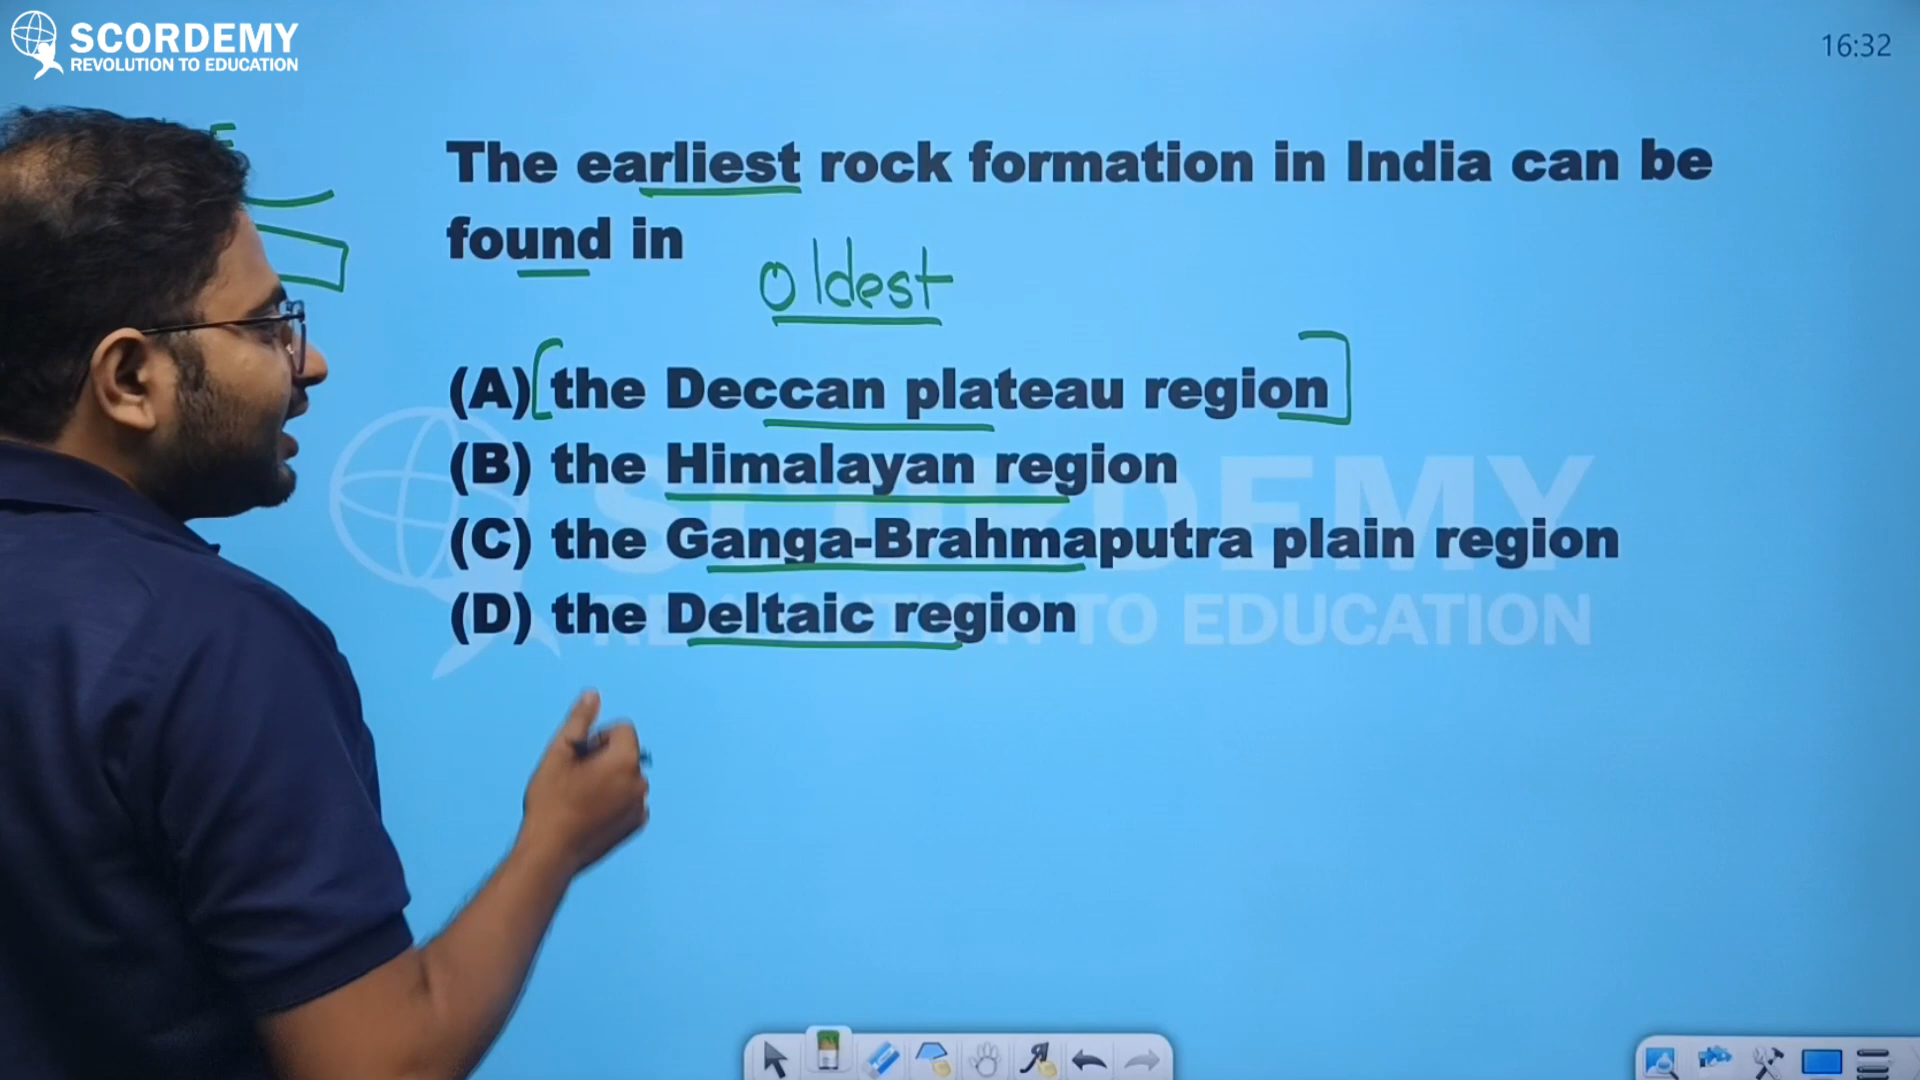 SCORDEMY
REVOLUTION TO EDUCATION
16:32
The earliest rock formation in India can be
found in
oldest
(A) the Deccan plateau region
(B) the Himalayan region
(C) the Ganga-Brahmaputra plain region
(D) the Deltaic region